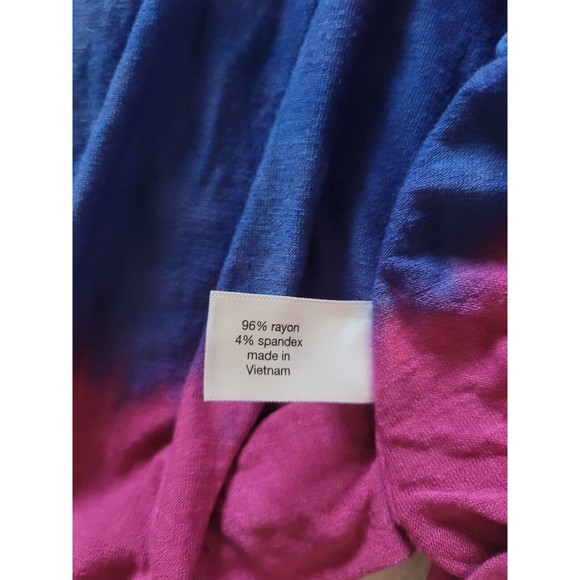 96% rayon
4% spandex
made in
Vietnam